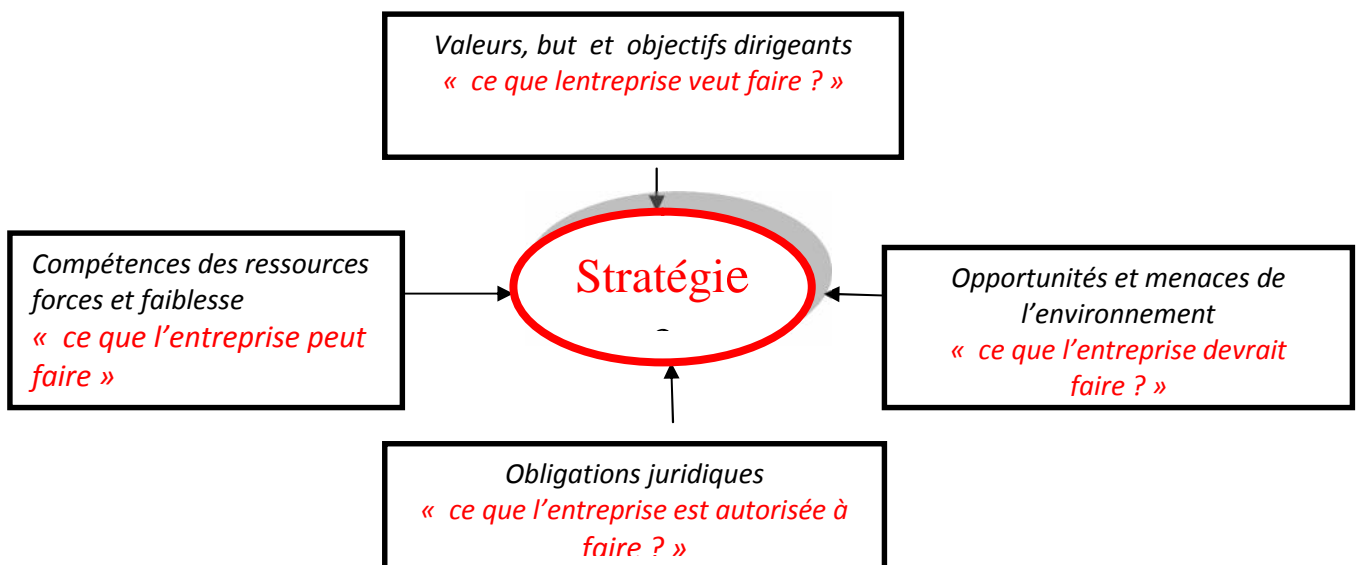 Valeurs, but et objectifs dirigeants
« ce que lentreprise veut faire ? »
Compétences des ressources
forces et faiblesse
« ce que l’entreprise peut
faire »
Stratégie
Opportunités et menaces de
l’environnement
« ce que l’entreprise devrait
faire ? »
Obligations juridiques
« ce que l’entreprise est autorisée à
faire ? »